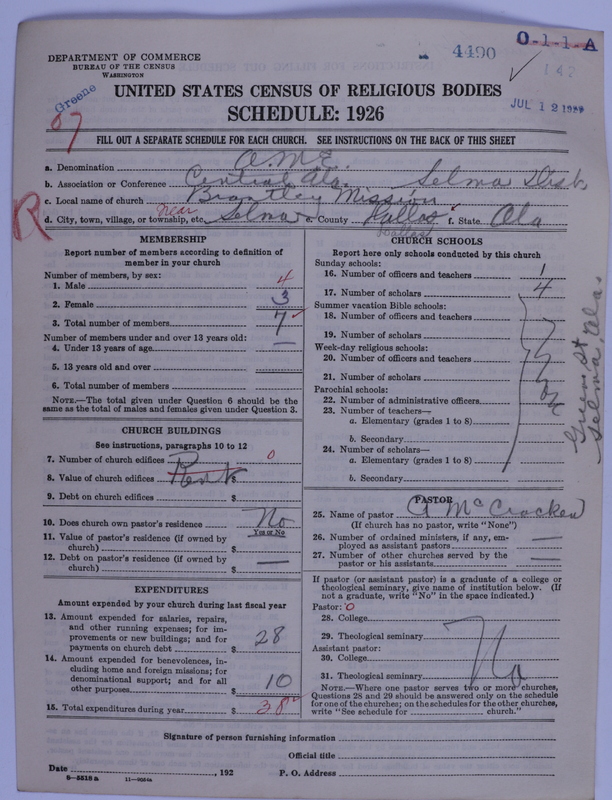 DEPARTMENT OF COMMERCE
BUREAU OF THE CENSUS
WASHINGTON
4490
O-1-1-A
142
JUL 12 1927
Greene
67
UNITED STATES CENSUS OF RELIGIOUS BODIES
SCHEDULE: 1926
FILL OUT A SEPARATE SCHEDULE FOR EACH CHURCH. SEE INSTRUCTIONS ON THE BACK OF THIS SHEET
a. Denomination A.M.E.
b. Association or Conference Central Ala. Selma Dist.
c. Local name of church Brantley Mission
d. City, town, village, or township, etc. near Selma e. County Dallas f. State Ala
Dallas
R
MEMBERSHIP
Report number of members according to definition of
member in your church
Number of members, by sex:
1. Male 4
2. Female 3
3. Total number of members 7
Number of members under and over 13 years old:
4. Under 13 years of age —
5. 13 years old and over
6. Total number of members
NOTE.—The total given under Question 6 should be the
same as the total of males and females given under Question 3.
CHURCH BUILDINGS
See instructions, paragraphs 10 to 12
7. Number of church edifices 0
8. Value of church edifices Rent $
9. Debt on church edifices $
10. Does church own pastor's residence No
Yes or No
11. Value of pastor's residence (if owned by
church) $
12. Debt on pastor's residence (if owned by
church) $ —
EXPENDITURES
Amount expended by your church during last fiscal year
13. Amount expended for salaries, repairs,
and other running expenses; for im-
provements or new buildings; and for
payments on church debt $ 28
14. Amount expended for benevolences, in-
cluding home and foreign missions; for
denominational support; and for all
other purposes $ 10
15. Total expenditures during year $ 38
CHURCH SCHOOLS
Report here only schools conducted by this church
Sunday schools:
16. Number of officers and teachers 1
17. Number of scholars 4
Summer vacation Bible schools:
18. Number of officers and teachers
19. Number of scholars
Week-day religious schools:
20. Number of officers and teachers
21. Number of scholars
Parochial schools:
22. Number of administrative officers
23. Number of teachers—
a. Elementary (grades 1 to 8)
b. Secondary
24. Number of scholars—
a. Elementary (grades 1 to 8)
b. Secondary
Green St
Selma, Ala.
PASTOR
25. Name of pastor G McCracken
(If church has no pastor, write "None")
26. Number of ordained ministers, if any, em-
ployed as assistant pastors —
27. Number of other churches served by the
pastor or his assistants —
If pastor (or assistant pastor) is a graduate of a college or
theological seminary, give name of institution below. (If
not a graduate, write "No" in the space indicated.)
Pastor: 0
28. College
29. Theological seminary
Assistant pastor:
30. College
31. Theological seminary
No
NOTE.—Where one pastor serves two or more churches,
Questions 28 and 29 should be answered only on the schedule
for one of the churches; on the schedules for the other churches,
write "See schedule for church."
Signature of person furnishing information
Official title
Date , 192 P. O. Address
8—5518a 11—9554a